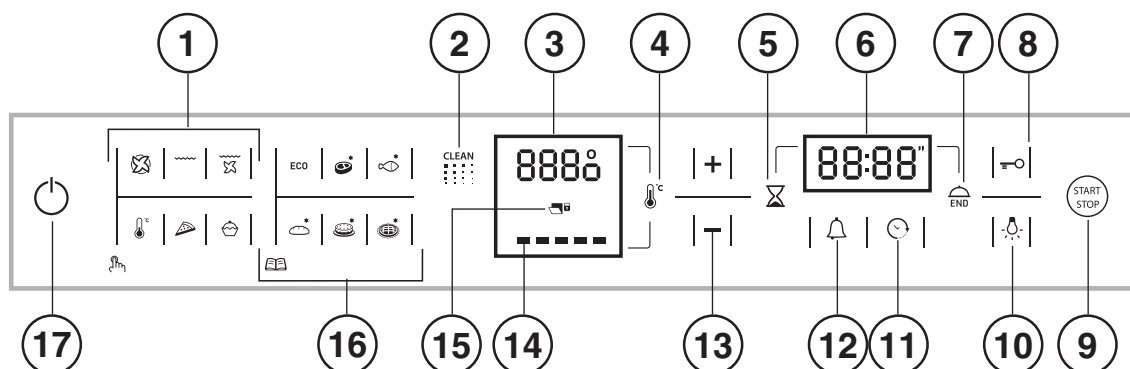 1 2 3 4 5 6 7 8
CLEAN
888°8 88:88"
°C
ECO
+
END
START
STOP
°C
-
17 16 15 14 13 12 11 10 9